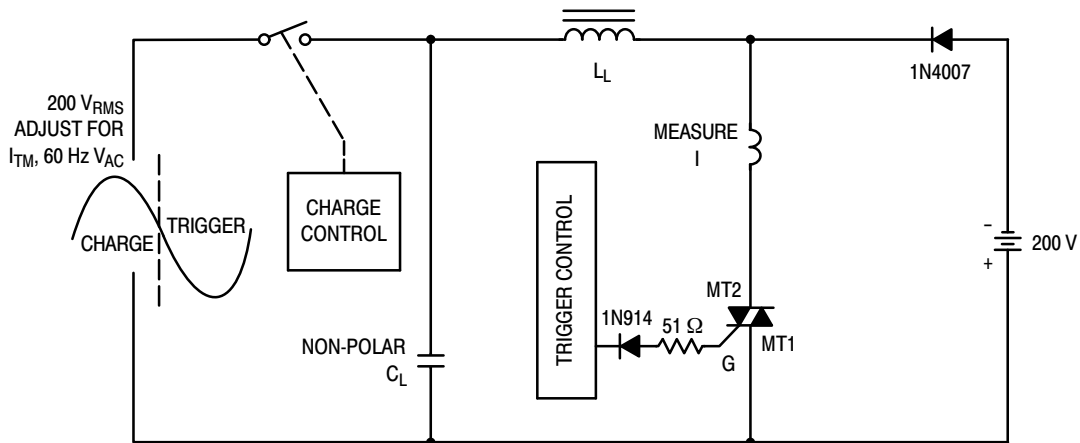 L_L
1N4007
200 V_RMS
ADJUST FOR
I_TM, 60 Hz V_AC
CHARGE
TRIGGER
CHARGE
CONTROL
NON-POLAR
C_L
TRIGGER CONTROL
MEASURE
I
1N914
51 Ω
G
MT2
MT1
-
+
200 V